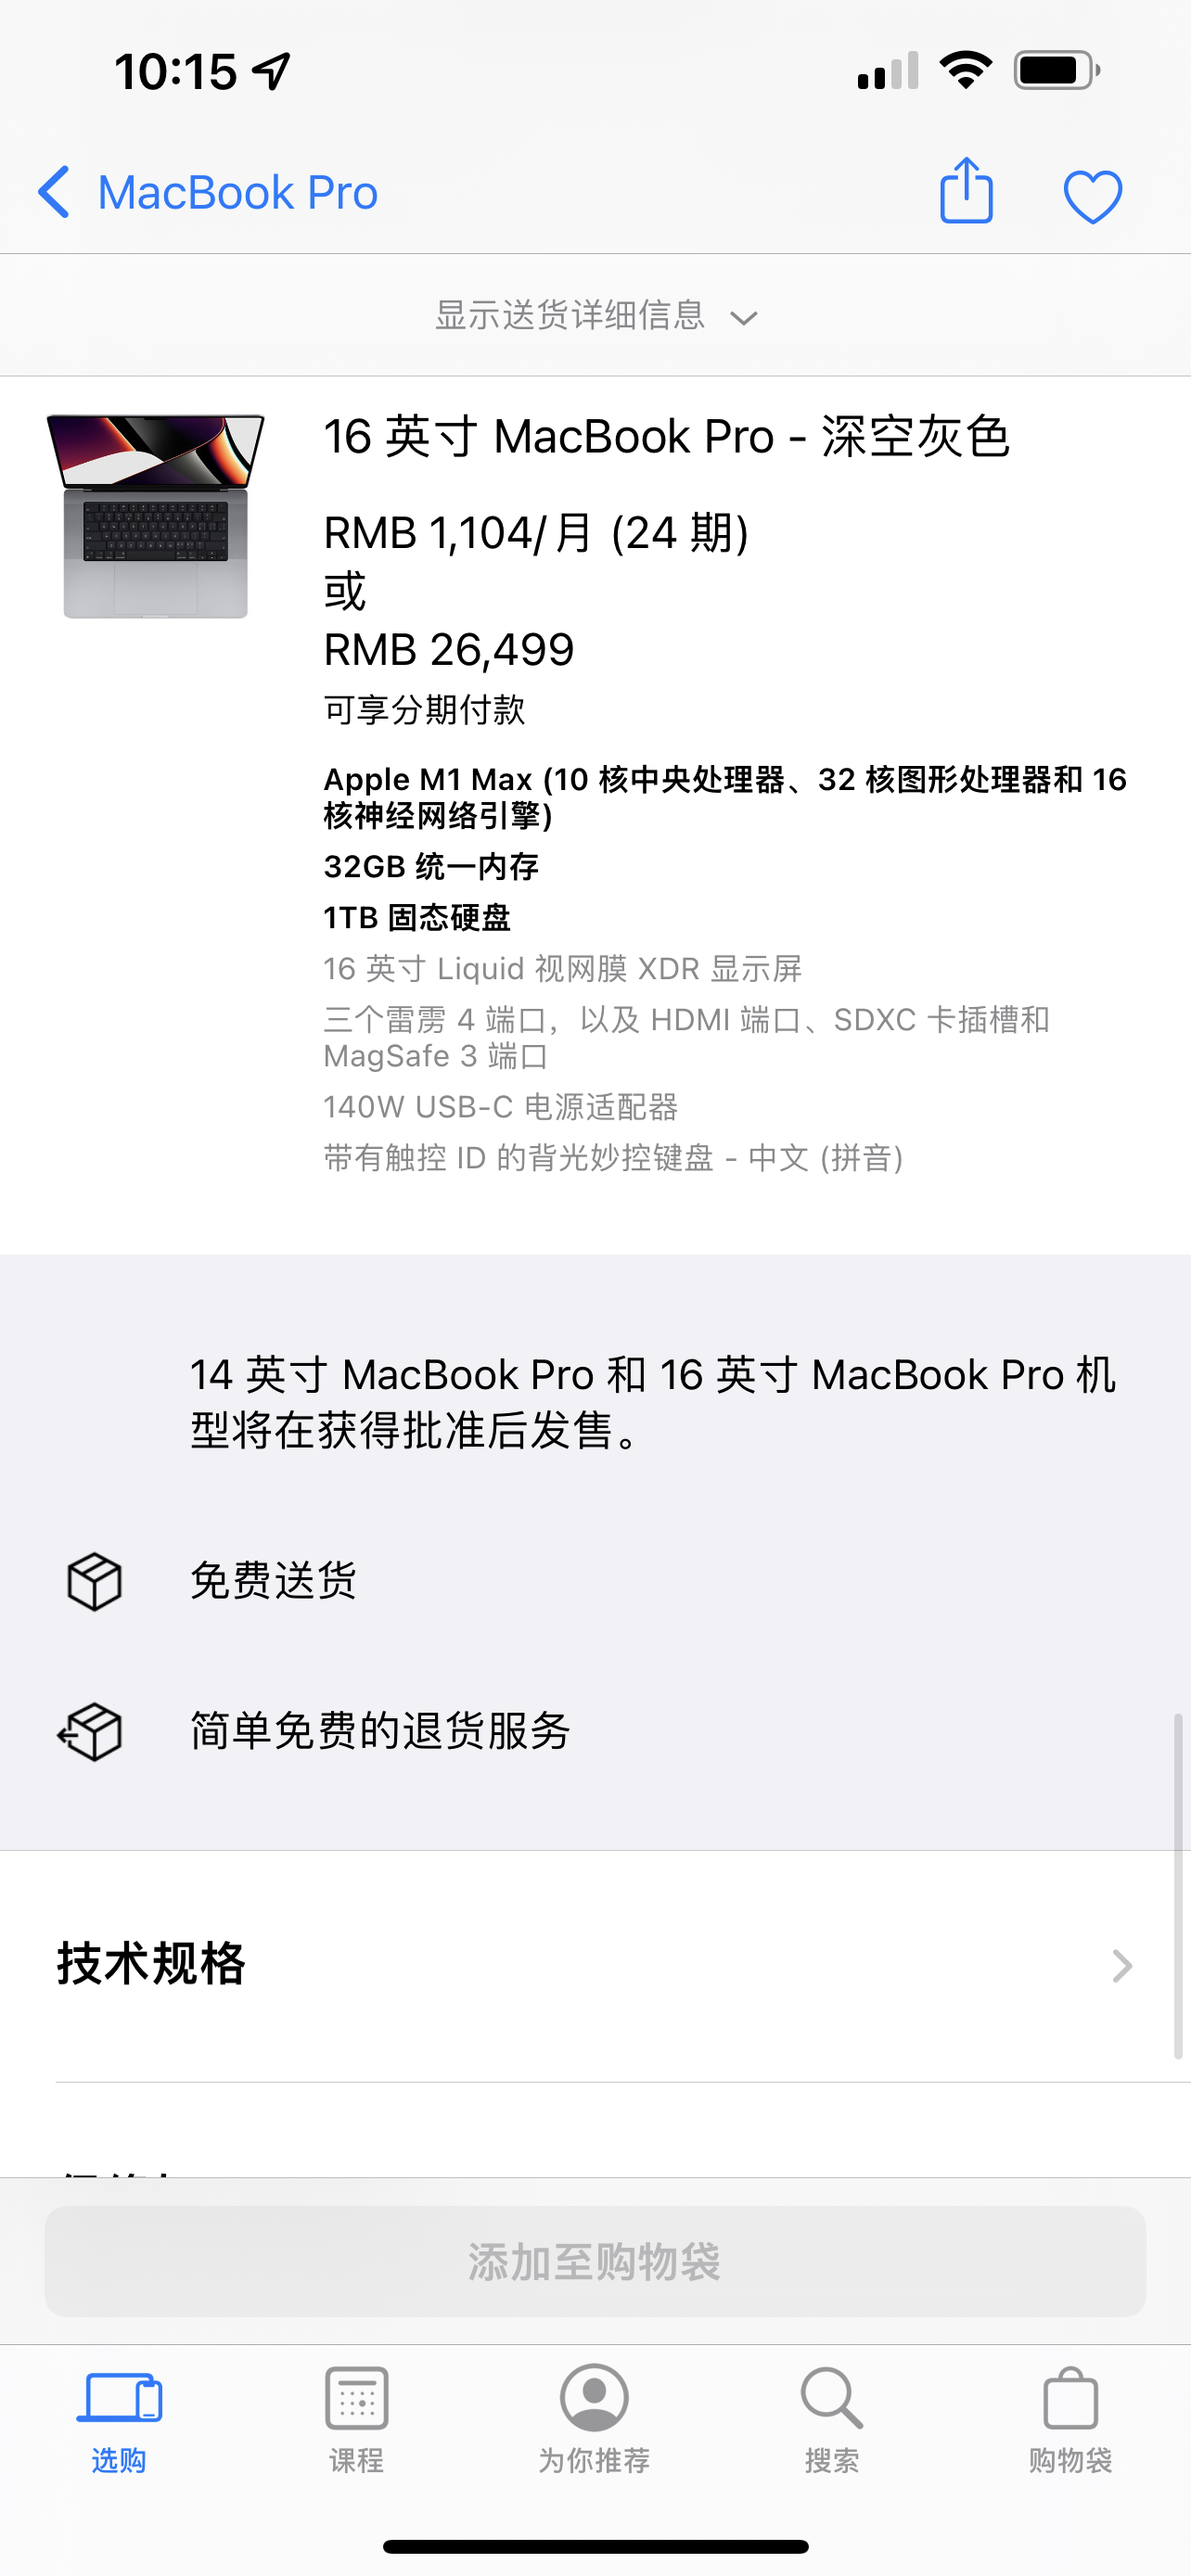 10:15
MacBook Pro
显示送货详细信息
16 英寸 MacBook Pro - 深空灰色
RMB 1,104/月 (24 期)
或
RMB 26,499
可享分期付款
Apple M1 Max (10 核中央处理器、32 核图形处理器和 16
核神经网络引擎)
32GB 统一内存
1TB 固态硬盘
16 英寸 Liquid 视网膜 XDR 显示屏
三个雷雳 4 端口，以及 HDMI 端口、SDXC 卡插槽和
MagSafe 3 端口
140W USB-C 电源适配器
带有触控 ID 的背光妙控键盘 - 中文 (拼音)
14 英寸 MacBook Pro 和 16 英寸 MacBook Pro 机
型将在获得批准后发售。
免费送货
简单免费的退货服务
技术规格
添加至购物袋
选购
课程
为你推荐
搜索
购物袋